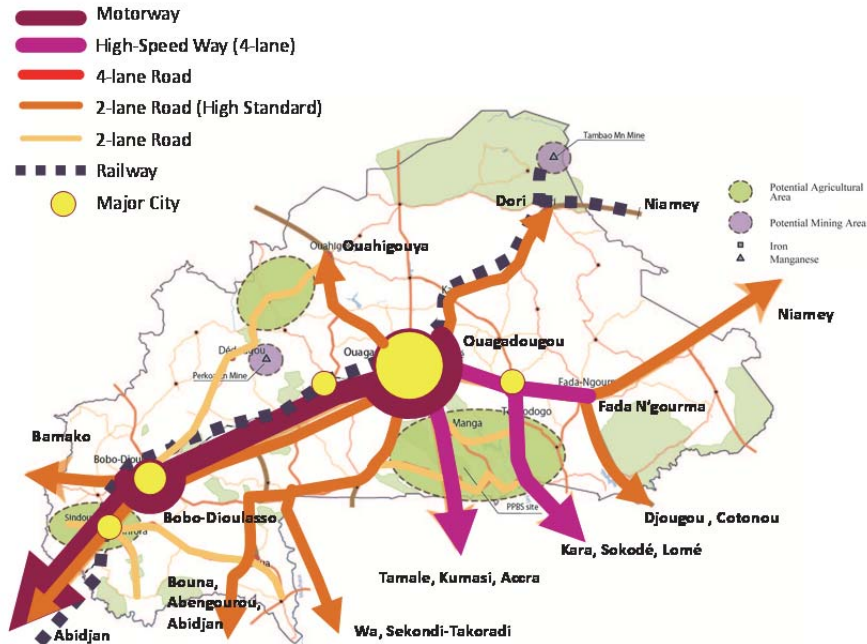 Motorway
High-Speed Way (4-lane)
4-lane Road
2-lane Road (High Standard)
2-lane Road
Railway
Major City
Tambao Mn Mine
Potential Agricultural
Area
Potential Mining Area
Iron
Manganese
Dori
Niamey
Ouahigouya
Niamey
Ouagadougou
Perkoa Mn Mine
Fada-Ngourm
Fada N'gourma
Manga
Bamako
Bobo-Dioulasso
PPBS site
Djougou , Cotonou
Kara, Sokodé, Lomé
Tamale, Kumasi, Accra
Bouna,
Abengourou,
Abidjan
Wa, Sekondi-Takoradi
Abidjan